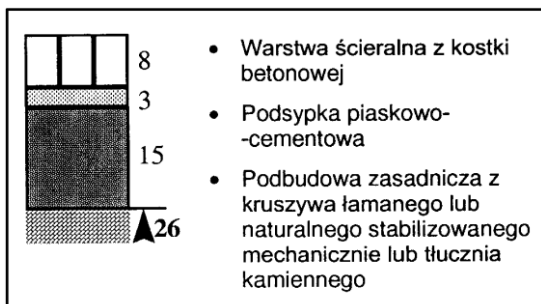 8
3
15
26
• Warstwa ścieralna z kostki
betonowej
• Podsypka piaskowo-
-cementowa
• Podbudowa zasadnicza z
kruszywa łamanego lub
naturalnego stabilizowanego
mechanicznie lub tłucznia
kamiennego